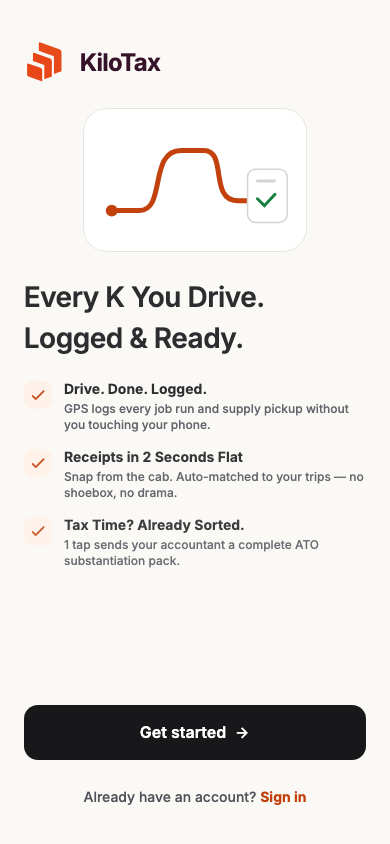 KiloTax
Every K You Drive.
Logged & Ready.
Drive. Done. Logged.
GPS logs every job run and supply pickup without
you touching your phone.
Receipts in 2 Seconds Flat
Snap from the cab. Auto-matched to your trips — no
shoebox, no drama.
Tax Time? Already Sorted.
1 tap sends your accountant a complete ATO
substantiation pack.
Get started →
Already have an account? Sign in